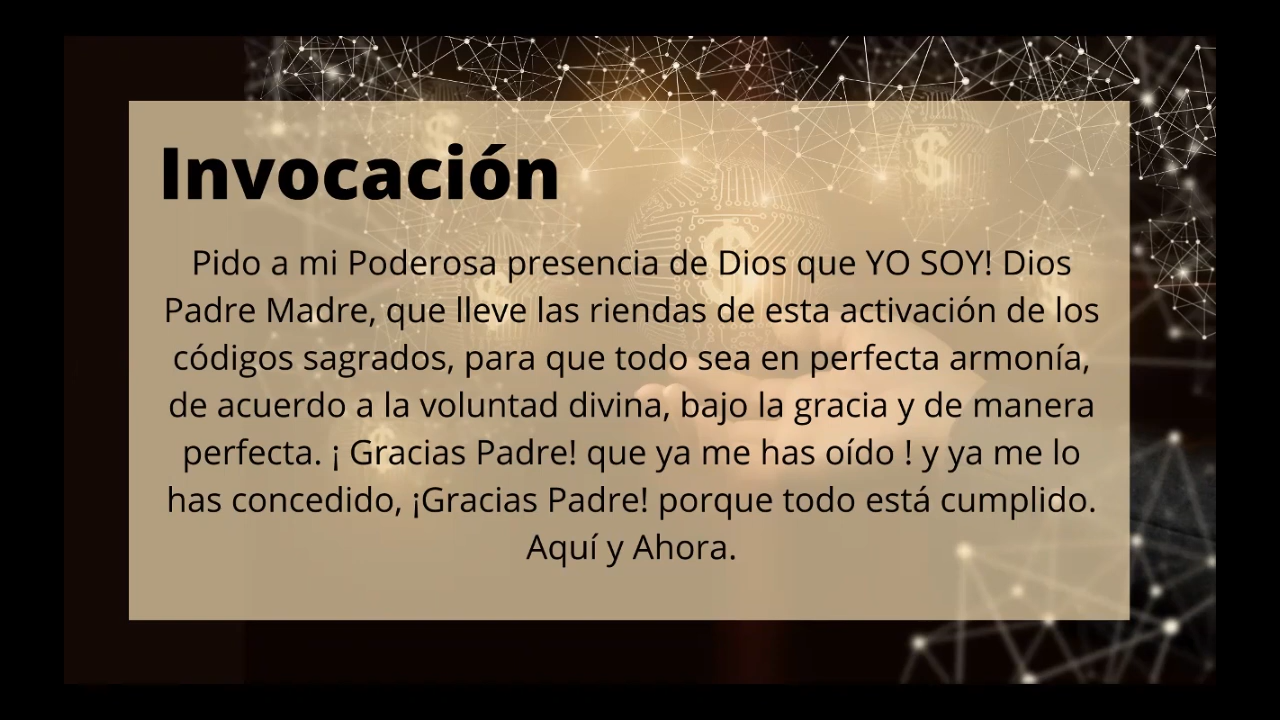 Invocación
Pido a mi Poderosa presencia de Dios que YO SOY! Dios
Padre Madre, que lleve las riendas de esta activación de los
códigos sagrados, para que todo sea en perfecta armonía,
de acuerdo a la voluntad divina, bajo la gracia y de manera
perfecta. ¡ Gracias Padre! que ya me has oído ! y ya me lo
has concedido, ¡Gracias Padre! porque todo está cumplido.
Aquí y Ahora.